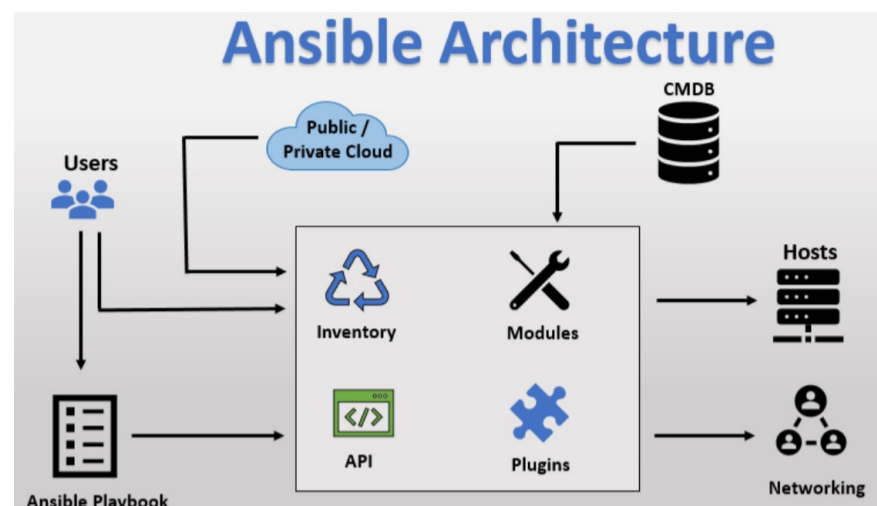 Ansible Architecture
CMDB
Public /
Private Cloud
Users
Hosts
Inventory
Modules
API
Plugins
Networking
Ansible Playbook